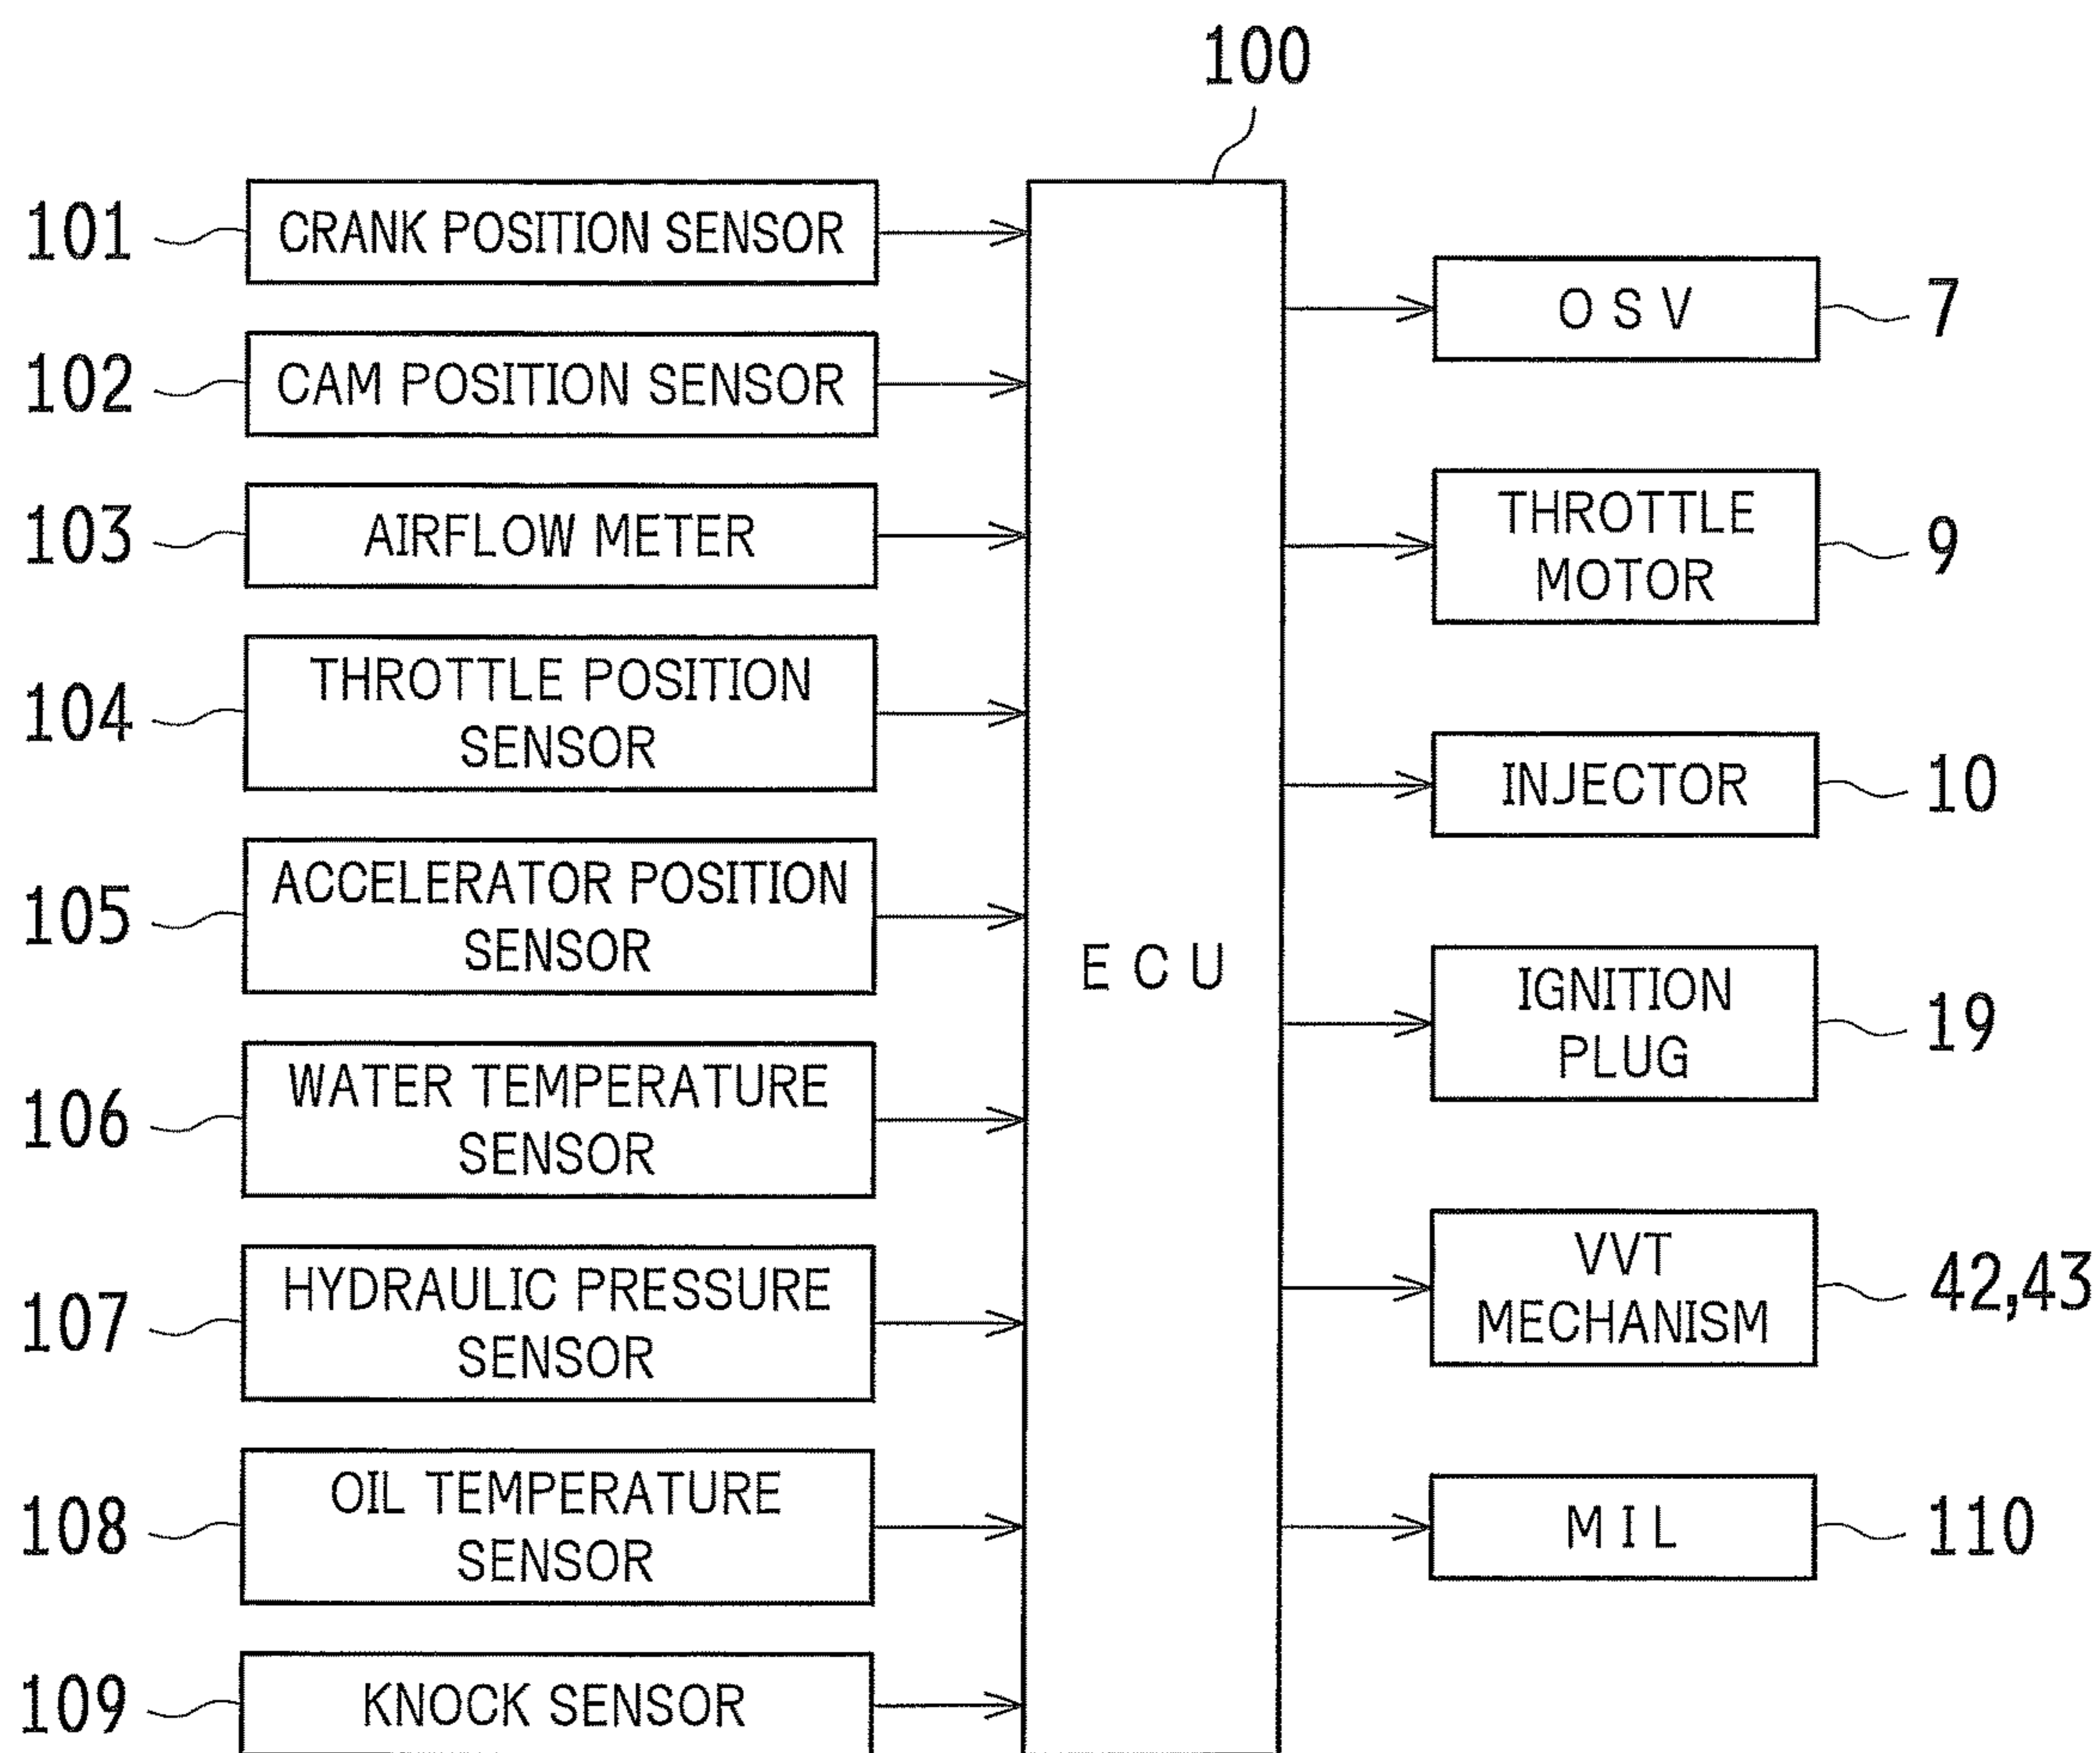 100
101
CRANK POSITION SENSOR
102
CAM POSITION SENSOR
103
AIRFLOW METER
104
THROTTLE POSITION
SENSOR
105
ACCELERATOR POSITION
SENSOR
106
WATER TEMPERATURE
SENSOR
107
HYDRAULIC PRESSURE
SENSOR
108
OIL TEMPERATURE
SENSOR
109
KNOCK SENSOR
ECU
OSV
7
THROTTLE
MOTOR
9
INJECTOR
10
IGNITION
PLUG
19
VVT
MECHANISM
42,43
MIL
110